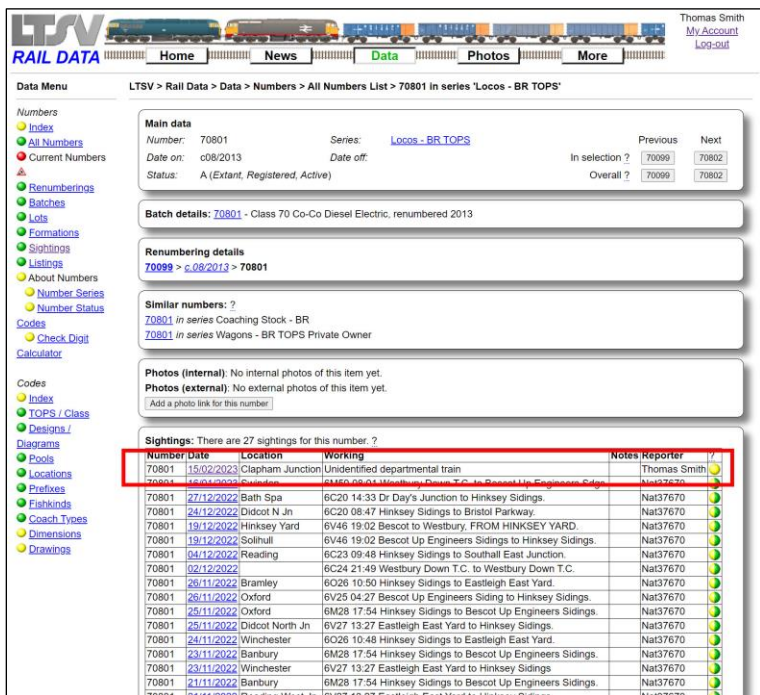 LTSV
RAIL DATA
Home
News
Data
Photos
More
Thomas Smith
My Account
Log-out
Data Menu
Numbers
Index
All Numbers
Current Numbers
Renumberings
Batches
Lots
Formations
Sightings
Listings
About Numbers
Number Series
Number Status
Codes
Check Digit
Calculator
Codes
Index
TOPS / Class
Designs /
Diagrams
Pools
Locations
Prefixes
Fishkinds
Coach Types
Dimensions
Drawings
LTSV > Rail Data > Data > Numbers > All Numbers List > 70801 in series 'Locos - BR TOPS'
Main data
Number: 70801 Series: Locos - BR TOPS Previous Next
Date on: c08/2013 Date off: In selection ? 70099 70802
Status: A (Extant, Registered, Active) Overall ? 70099 70802
Batch details: 70801 - Class 70 Co-Co Diesel Electric, renumbered 2013
Renumbering details
70099 > c.08/2013 > 70801
Similar numbers: ?
70801 in series Coaching Stock - BR
70801 in series Wagons - BR TOPS Private Owner
Photos (internal): No internal photos of this item yet.
Photos (external): No external photos of this item yet.
Add a photo link for this number
Sightings: There are 27 sightings for this number. ?
Number Date Location Working Notes Reporter ?
70801 15/02/2023 Clapham Junction Unidentified departmental train Thomas Smith
70801 16/01/2023 Swindon 6M50 08:01 Westbury Down T.C. to Bescot Up Engineers Sdgs Nat37670
70801 27/12/2022 Bath Spa 6C20 14:33 Dr Day's Junction to Hinksey Sidings. Nat37670
70801 24/12/2022 Didcot N Jn 6C20 08:47 Hinksey Sidings to Bristol Parkway. Nat37670
70801 19/12/2022 Hinksey Yard 6V46 19:02 Bescot to Westbury, FROM HINKSEY YARD. Nat37670
70801 19/12/2022 Solihull 6V46 19:02 Bescot Up Engineers Sidings to Hinksey Sidings. Nat37670
70801 04/12/2022 Reading 6C23 09:48 Hinksey Sidings to Southall East Junction. Nat37670
70801 02/12/2022 6C24 21:49 Westbury Down T.C. to Westbury Down T.C. Nat37670
70801 26/11/2022 Bramley 6O26 10:50 Hinksey Sidings to Eastleigh East Yard. Nat37670
70801 26/11/2022 Oxford 6V25 04:27 Bescot Up Engineers Siding to Hinksey Sidings. Nat37670
70801 25/11/2022 Oxford 6M28 17:54 Hinksey Sidings to Bescot Up Engineers Sidings. Nat37670
70801 25/11/2022 Didcot North Jn 6V27 13:27 Eastleigh East Yard to Hinksey Sidings. Nat37670
70801 24/11/2022 Winchester 6O26 10:48 Hinksey Sidings to Eastleigh East Yard. Nat37670
70801 23/11/2022 Banbury 6M28 17:54 Hinksey Sidings to Bescot Up Engineers Sidings. Nat37670
70801 23/11/2022 Winchester 6V27 13:27 Eastleigh East Yard to Hinksey Sidings Nat37670
70801 21/11/2022 Banbury 6M28 17:54 Hinksey Sidings to Bescot Up Engineers Sidings. Nat37670